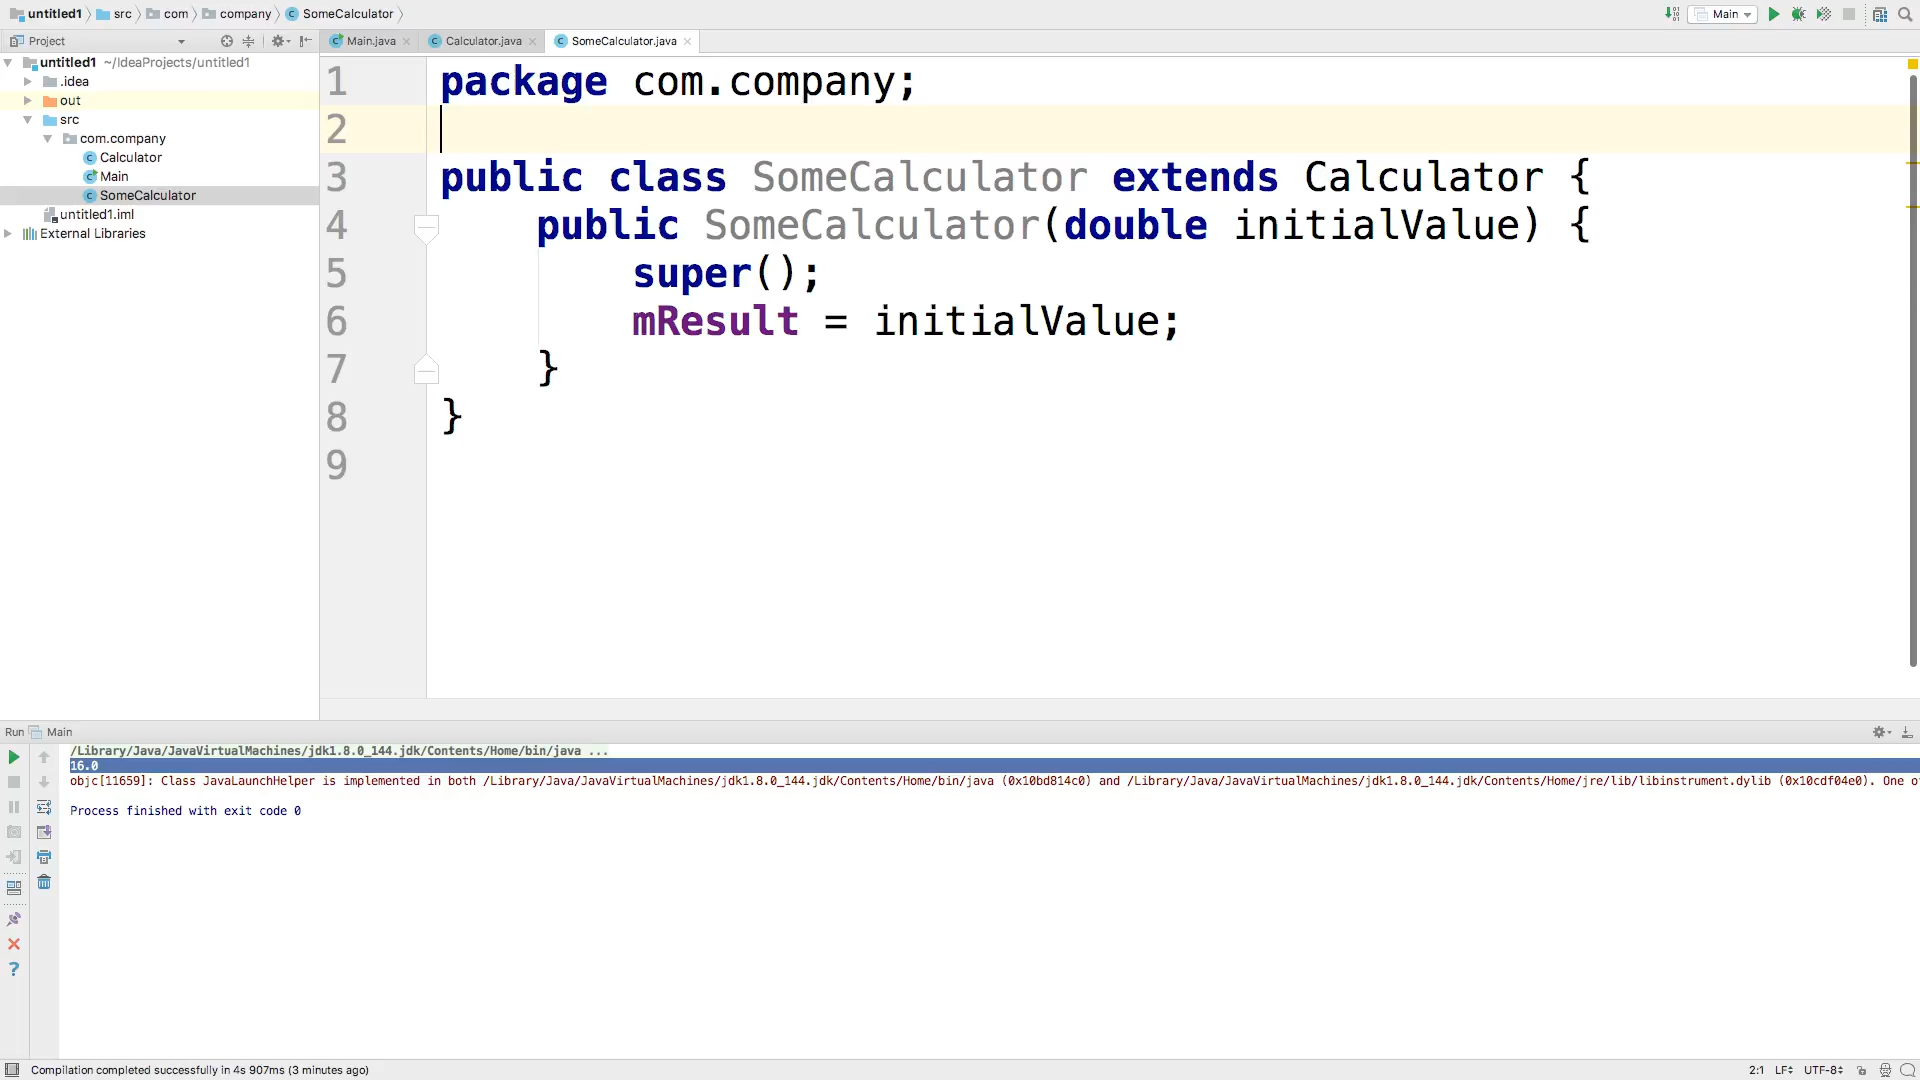 untitled1 src com company SomeCalculator
Main
Project
Main.java Calculator.java SomeCalculator.java
untitled1 ~/IdeaProjects/untitled1
.idea
out
src
com.company
Calculator
Main
SomeCalculator
untitled1.iml
External Libraries
1 package com.company;
2
3 public class SomeCalculator extends Calculator {
4 public SomeCalculator(double initialValue) {
5 super();
6 mResult = initialValue;
7 }
8 }
9
Run Main
/Library/Java/JavaVirtualMachines/jdk1.8.0_144.jdk/Contents/Home/bin/java ...
16.0
objc[11659]: Class JavaLaunchHelper is implemented in both /Library/Java/JavaVirtualMachines/jdk1.8.0_144.jdk/Contents/Home/bin/java (0x10bd814c0) and /Library/Java/JavaVirtualMachines/jdk1.8.0_144.jdk/Contents/Home/jre/lib/libinstrument.dylib (0x10cdf04e0). One o
Process finished with exit code 0
Compilation completed successfully in 4s 907ms (3 minutes ago)
2:1 LF UTF-8